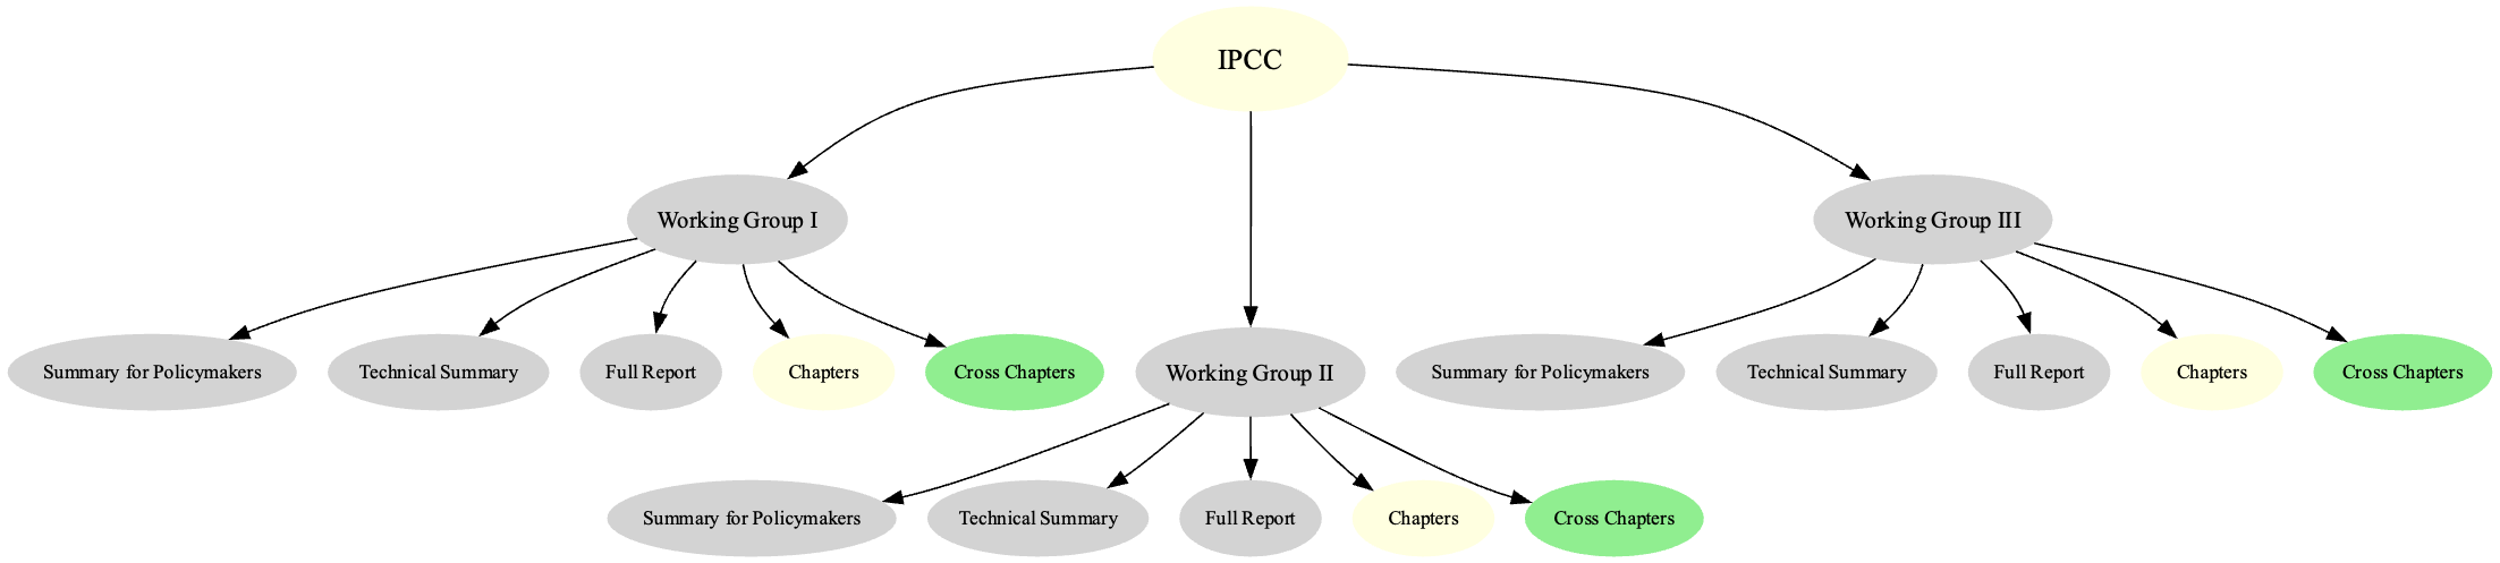 IPCC
Working Group I
Working Group III
Summary for Policymakers
Technical Summary
Full Report
Chapters
Cross Chapters
Working Group II
Summary for Policymakers
Technical Summary
Full Report
Chapters
Cross Chapters
Summary for Policymakers
Technical Summary
Full Report
Chapters
Cross Chapters